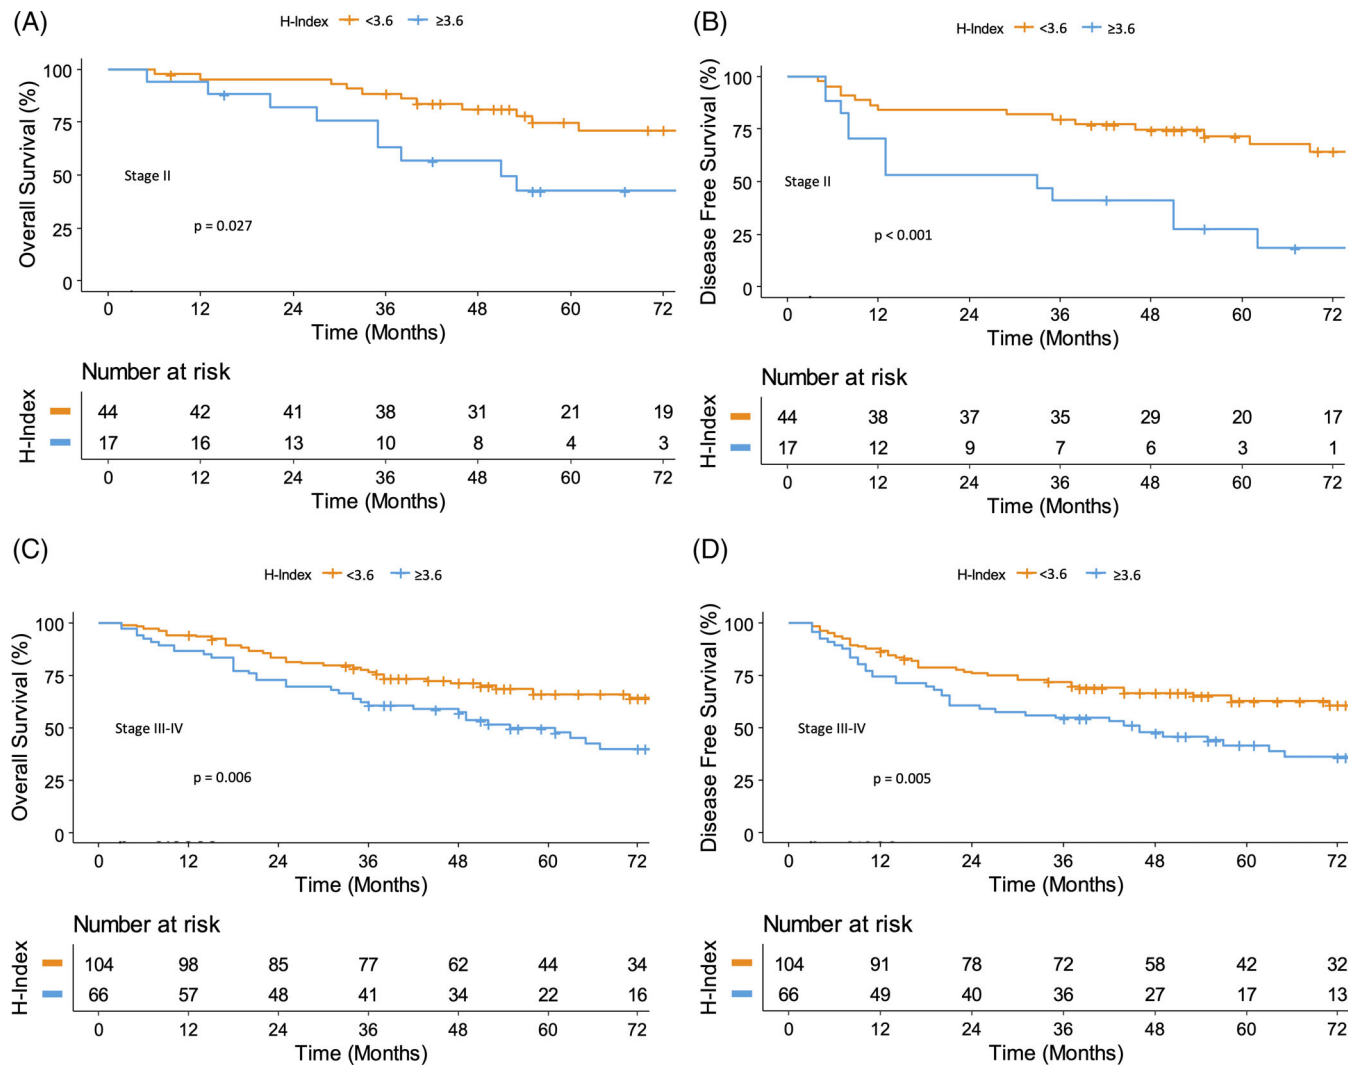 (A)
H-Index <3.6 ≥3.6
Overall Survival (%)
100
75
50
25
0
Stage II
p = 0.027
0 12 24 36 48 60 72
Time (Months)
Number at risk
H-Index
44 42 41 38 31 21 19
17 16 13 10 8 4 3
0 12 24 36 48 60 72
Time (Months)
(B)
H-Index <3.6 ≥3.6
Disease Free Survival (%)
100
75
50
25
0
Stage II
p < 0.001
0 12 24 36 48 60 72
Time (Months)
Number at risk
H-Index
44 38 37 35 29 20 17
17 12 9 7 6 3 1
0 12 24 36 48 60 72
Time (Months)
(C)
H-Index <3.6 ≥3.6
Overall Survival (%)
100
75
50
25
0
Stage III-IV
p = 0.006
0 12 24 36 48 60 72
Time (Months)
Number at risk
H-Index
104 98 85 77 62 44 34
66 57 48 41 34 22 16
0 12 24 36 48 60 72
Time (Months)
(D)
H-Index <3.6 ≥3.6
Disease Free Survival (%)
100
75
50
25
0
Stage III-IV
p = 0.005
0 12 24 36 48 60 72
Time (Months)
Number at risk
H-Index
104 91 78 72 58 42 32
66 49 40 36 27 17 13
0 12 24 36 48 60 72
Time (Months)